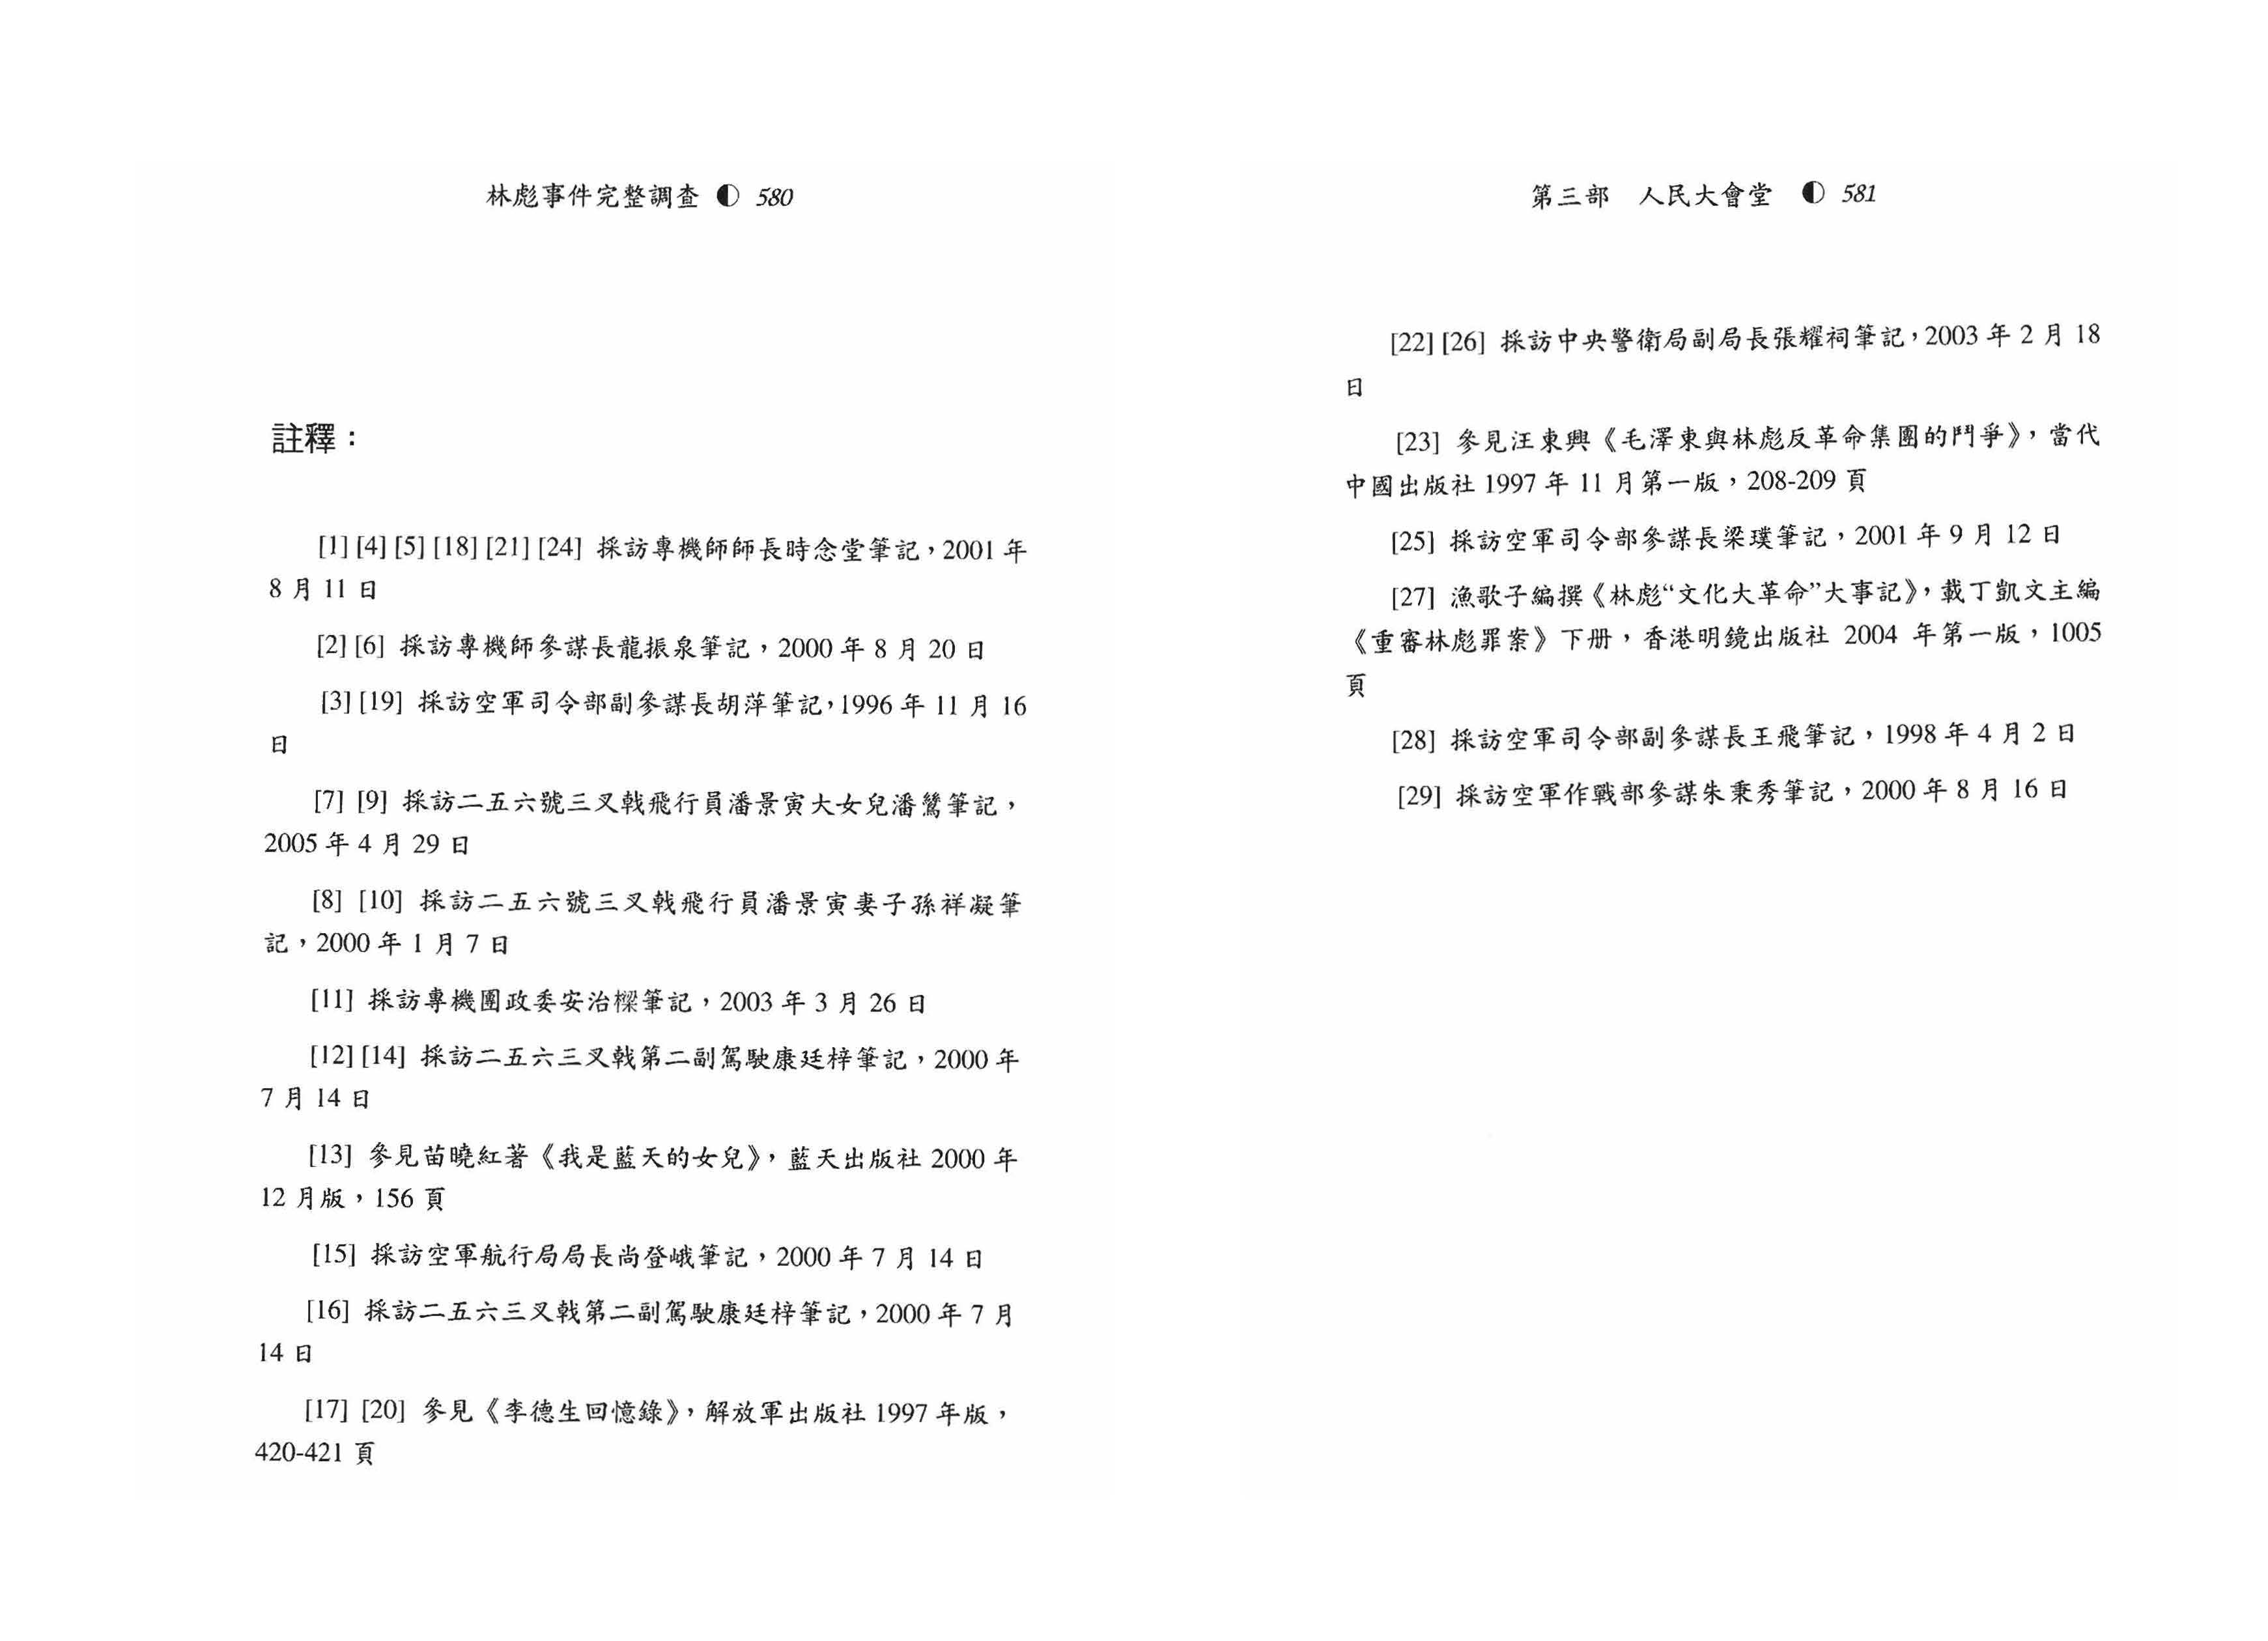 林彪事件完整調查 ◐ 580
註釋：
[1] [4] [5] [18] [21] [24] 採訪專機師師長時念堂筆記，2001 年
8 月 11 日
[2] [6] 採訪專機師參謀長龍振泉筆記，2000 年 8 月 20 日
[3] [19] 採訪空軍司令部副參謀長胡萍筆記，1996 年 11 月 16
日
[7] [9] 採訪二五六號三叉戟飛行員潘景寅大女兒潘鷥筆記，
2005 年 4 月 29 日
[8] [10] 採訪二五六號三叉戟飛行員潘景寅妻子孫祥凝筆
記，2000 年 1 月 7 日
[11] 採訪專機團政委安治樑筆記，2003 年 3 月 26 日
[12] [14] 採訪二五六三叉戟第二副駕駛康廷梓筆記，2000 年
7 月 14 日
[13] 參見苗曉紅著《我是藍天的女兒》，藍天出版社 2000 年
12 月版，156 頁
[15] 採訪空軍航行局局長尚登峨筆記，2000 年 7 月 14 日
[16] 採訪二五六三叉戟第二副駕駛康廷梓筆記，2000 年 7 月
14 日
[17] [20] 參見《李德生回憶錄》，解放軍出版社 1997 年版，
420-421 頁
第三部 人民大會堂 ◐ 581
[22] [26] 採訪中央警衛局副局長張耀祠筆記，2003 年 2 月 18
日
[23] 參見汪東興《毛澤東與林彪反革命集團的鬥爭》，當代
中國出版社 1997 年 11 月第一版，208-209 頁
[25] 採訪空軍司令部參謀長梁璞筆記，2001 年 9 月 12 日
[27] 漁歌子編撰《林彪“文化大革命”大事記》，載丁凱文主編
《重審林彪罪案》下册，香港明鏡出版社 2004 年第一版，1005
頁
[28] 採訪空軍司令部副參謀長王飛筆記，1998 年 4 月 2 日
[29] 採訪空軍作戰部參謀朱秉秀筆記，2000 年 8 月 16 日